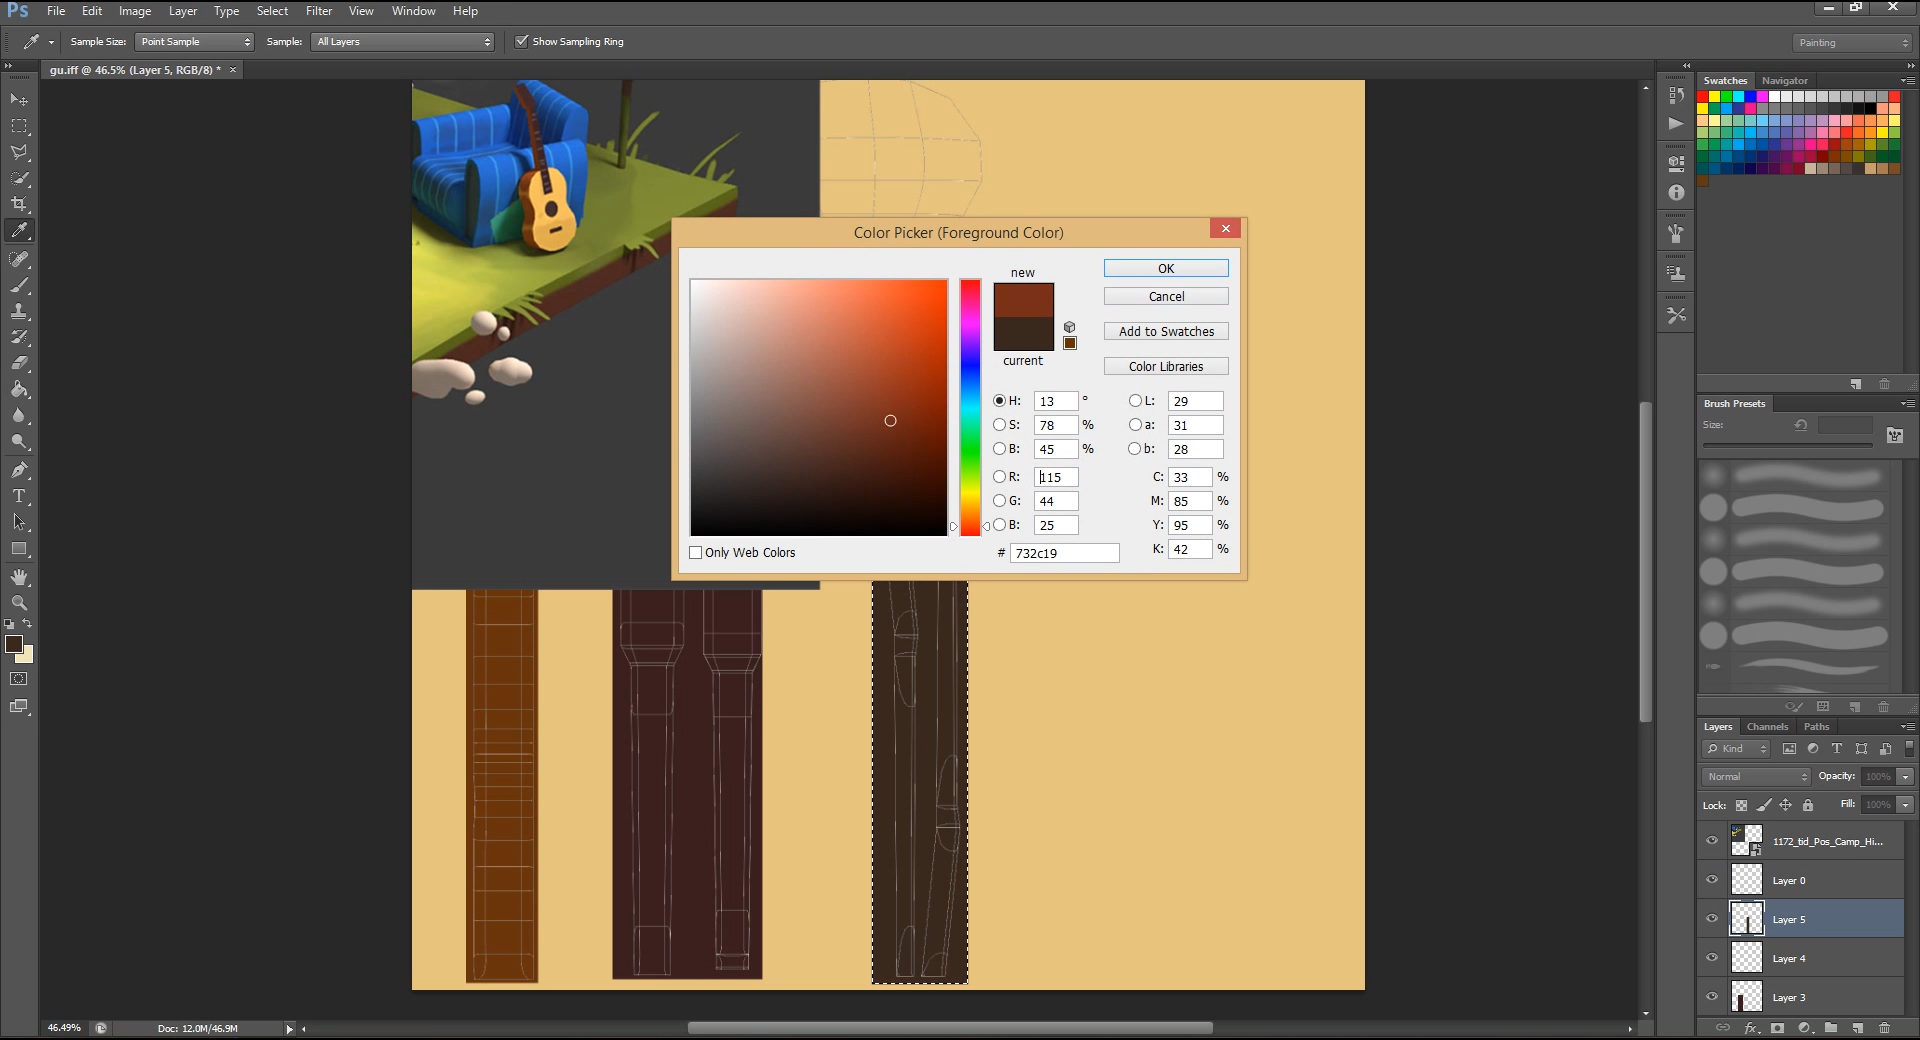 Ps File Edit Image Layer Type Select Filter View Window Help
Sample Size: Point Sample Sample: All Layers Show Sampling Ring Painting
gu.iff @ 46.5% (Layer 5, RGB/8) * ×
Swatches Navigator
Color Picker (Foreground Color)
new
current
OK
Cancel
Add to Swatches
Color Libraries
H: 13 °
S: 78 %
B: 45 %
R: 115
G: 44
B: 25
# 732c19
L: 29
a: 31
b: 28
C: 33 %
M: 85 %
Y: 95 %
K: 42 %
Only Web Colors
Brush Presets
Size:
Layers Channels Paths
Kind
Normal Opacity: 100%
Lock: Fill: 100%
1172_tid_Pos_Camp_Hi...
Layer 0
Layer 5
Layer 4
Layer 3
46.49% Doc: 12.0M/46.9M